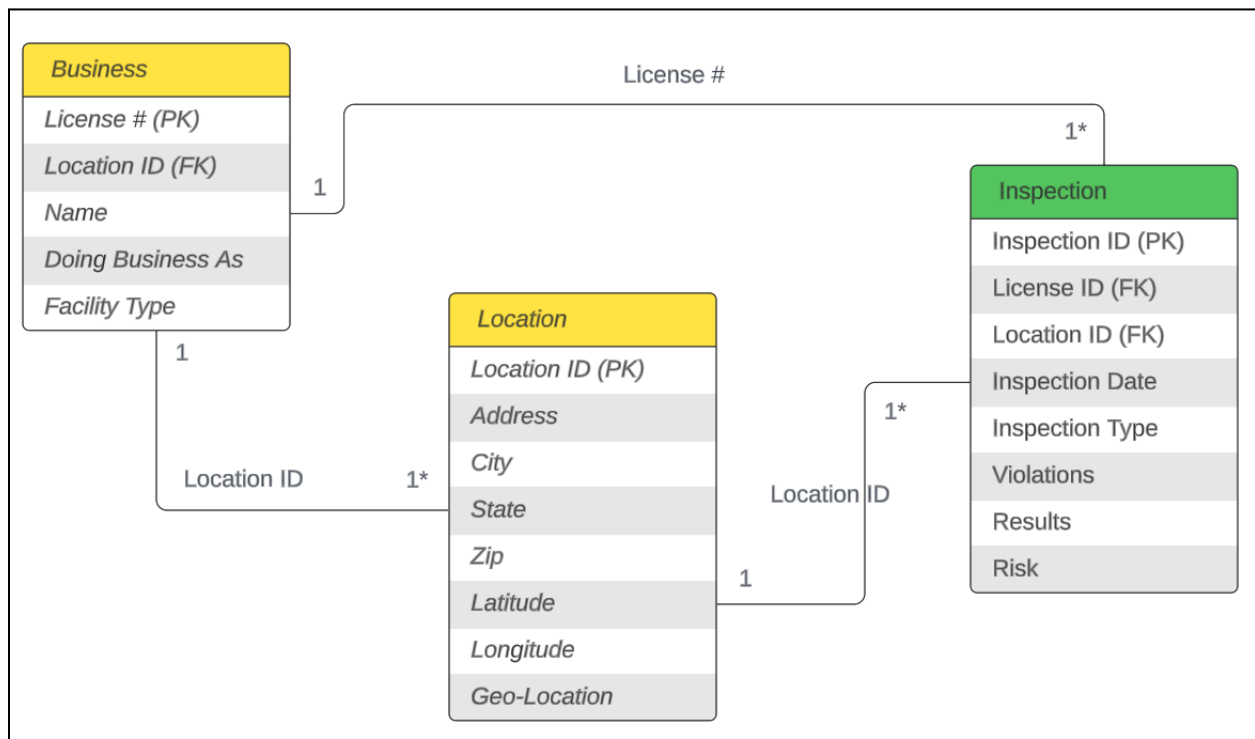 Business
License # (PK)
Location ID (FK)
Name
Doing Business As
Facility Type
1
License #
1*
1
Location ID
1*
Location
Location ID (PK)
Address
City
State
Zip
Latitude
Longitude
Geo-Location
1
Location ID
1*
Inspection
Inspection ID (PK)
License ID (FK)
Location ID (FK)
Inspection Date
Inspection Type
Violations
Results
Risk